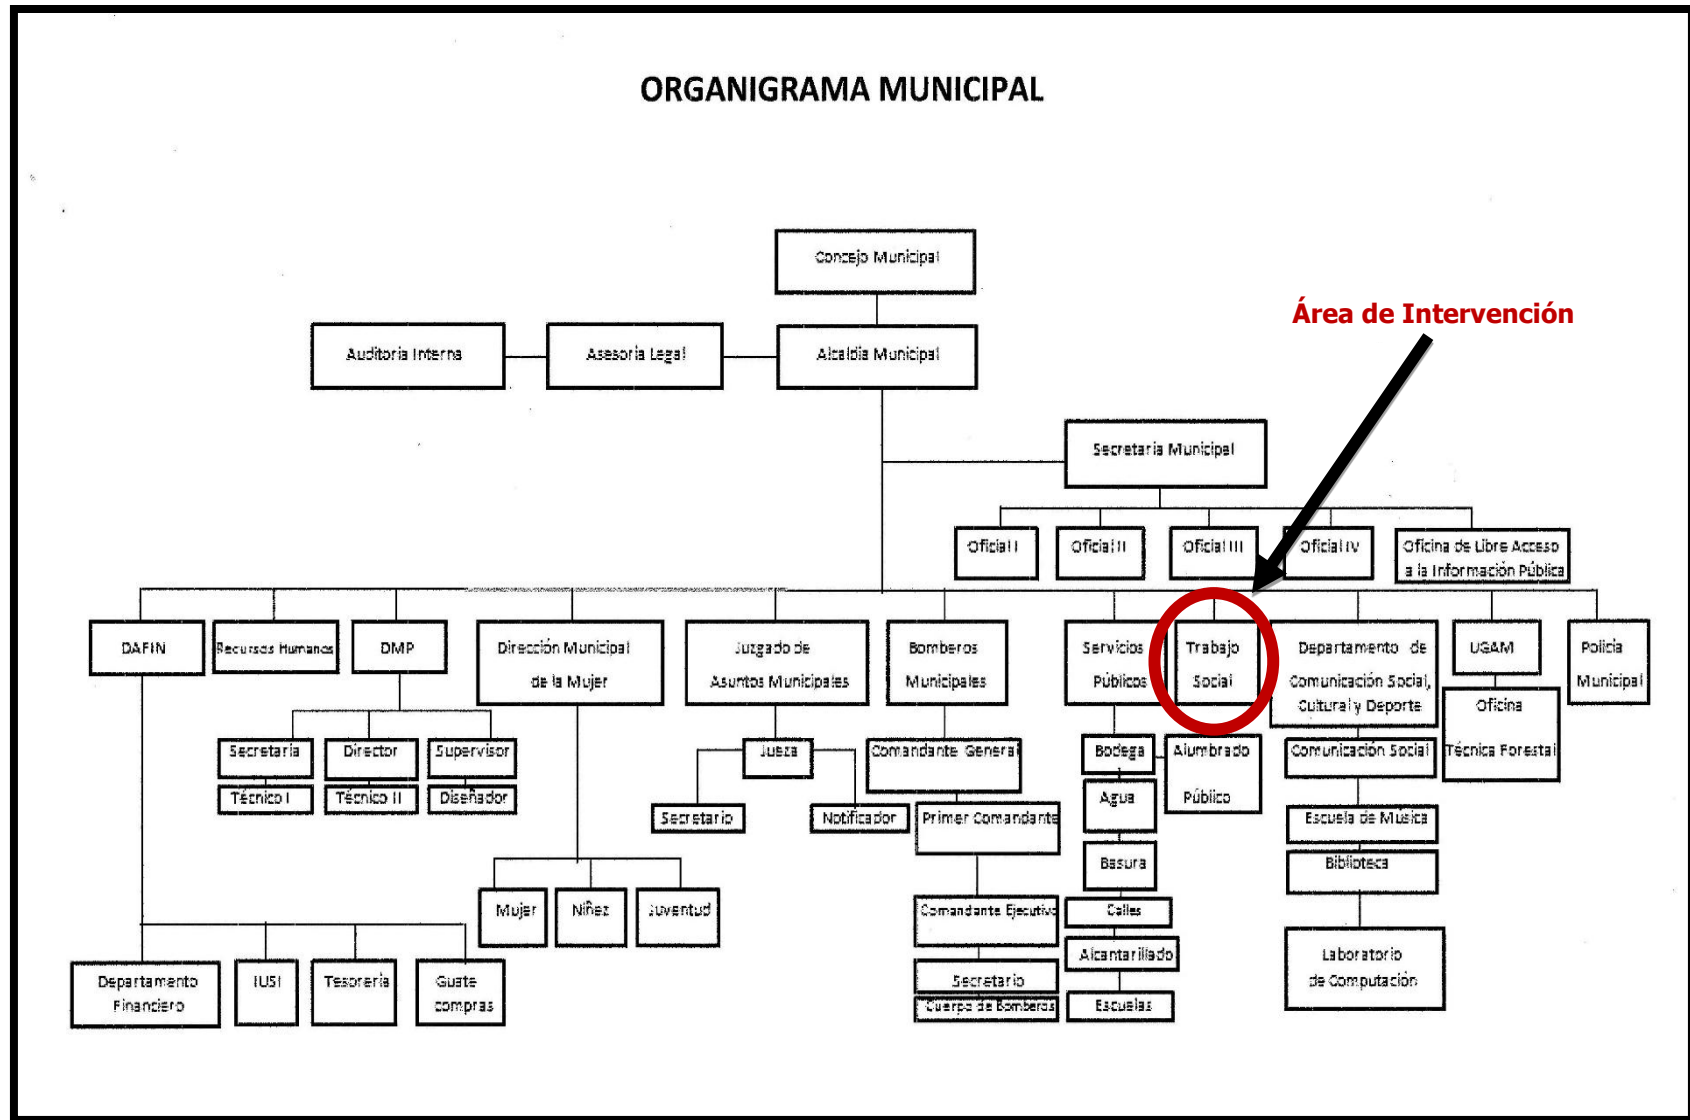 ORGANIGRAMA MUNICIPAL
Concejo Municipal
Área de Intervención
Auditoria Interna
Asesoría Legal
Alcaldia Municipal
Secretaría Municipal
Oficial I
Oficial II
Oficial III
Oficial IV
Oficina de Libre Acceso
a la Información Pública
DAFIN
Recursos Humanos
DMP
Dirección Municipal
de la Mujer
Juzgado de
Asuntos Municipales
Bomberos
Municipales
Servicios
Públicos
Trabajo
Social
Departamento de
Comunicación Social,
Cultural y Deporte
UGAM
Policía
Municipal
Secretaría
Director
Supervisor
Técnico I
Técnico II
Diseñador
Jueza
Secretario
Notificador
Comandante General
Primer Comandante
Comandante Ejecutivo
Secretario
Cuerpo de Bomberos
Bodega
Alumbrado
Público
Agua
Basura
Calles
Alcantarillado
Escuelas
Comunicación Social
Escuela de Música
Biblioteca
Laboratorio
de Computación
Oficina
Técnica Forestal
Mujer
Niñez
Juventud
Departamento
Financiero
IUSI
Tesorería
Guate
compras